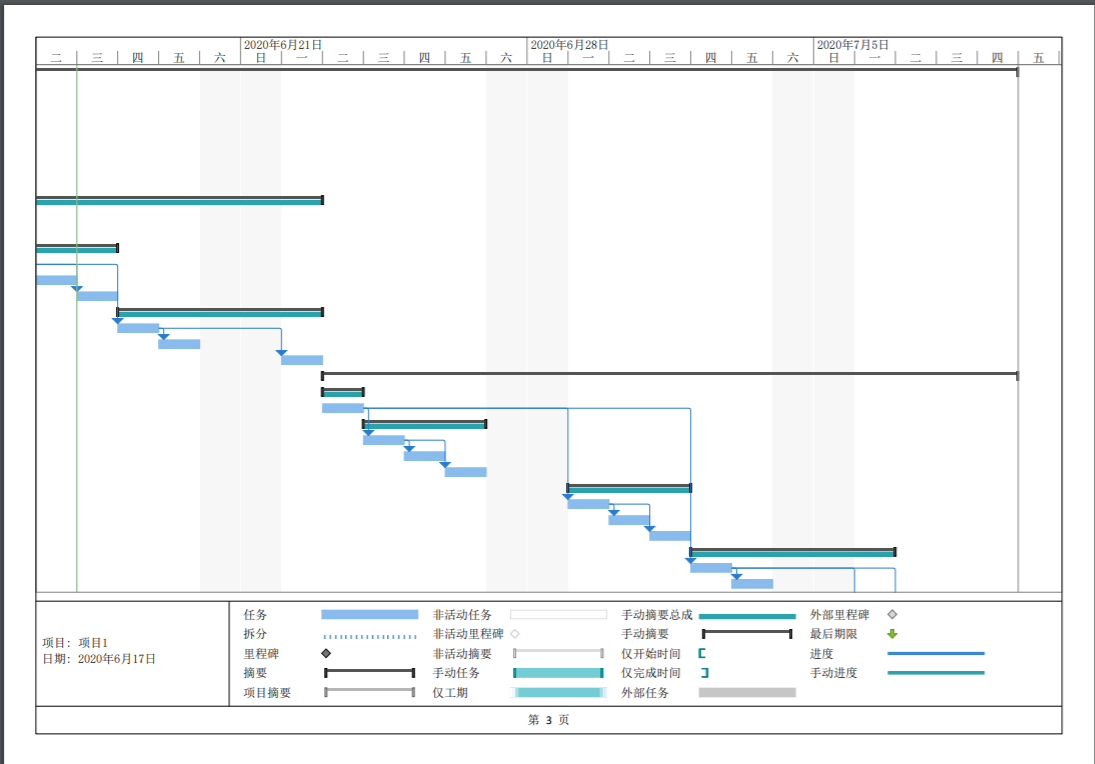 2020年6月21日 2020年6月28日 2020年7月5日
二 三 四 五 六 日 一 二 三 四 五 六 日 一 二 三 四 五 六 日 一 二 三 四 五
项目：项目1
日期：2020年6月17日
任务 非活动任务 手动摘要总成 外部里程碑
拆分 非活动里程碑 手动摘要 最后期限
里程碑 非活动摘要 仅开始时间 进度
摘要 手动任务 仅完成时间 手动进度
项目摘要 仅工期 外部任务
第 3 页